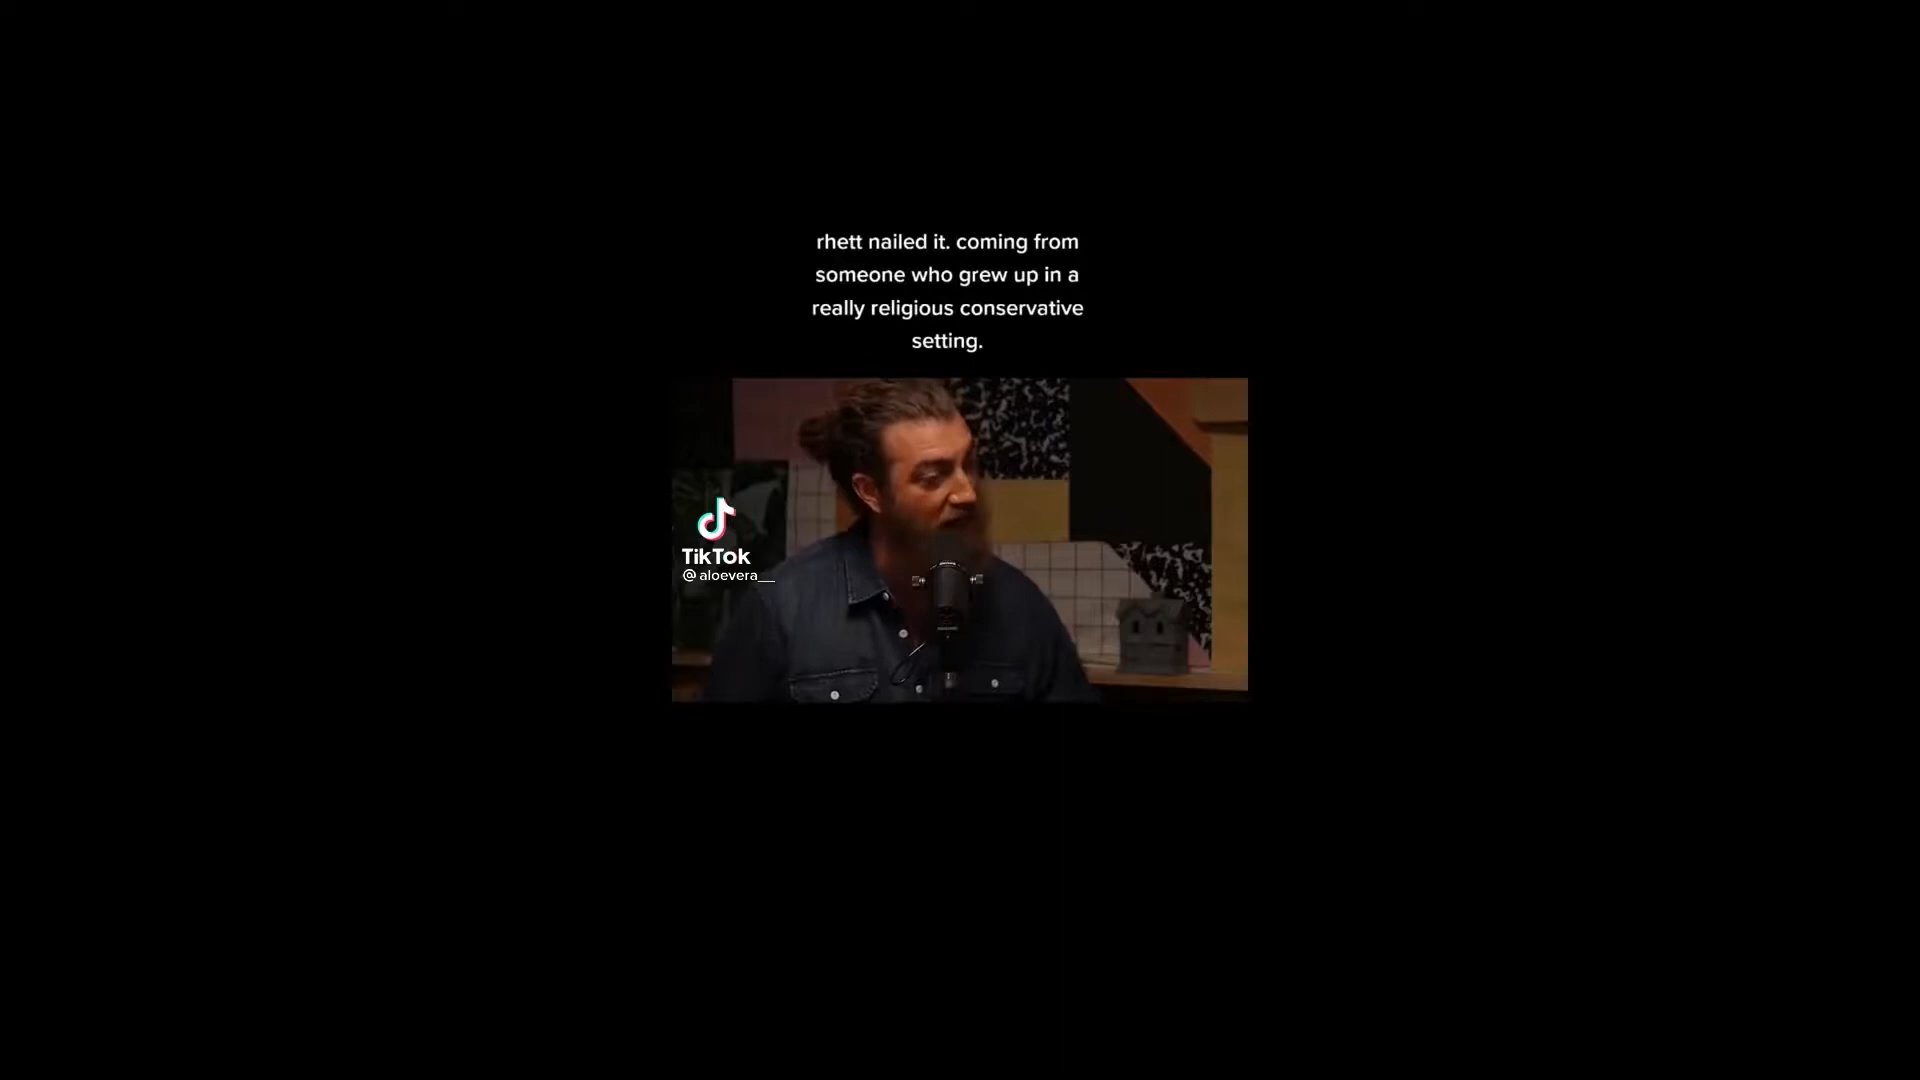 rhett nailed it. coming from
someone who grew up in a
really religious conservative
setting.
TikTok
@aloevera__